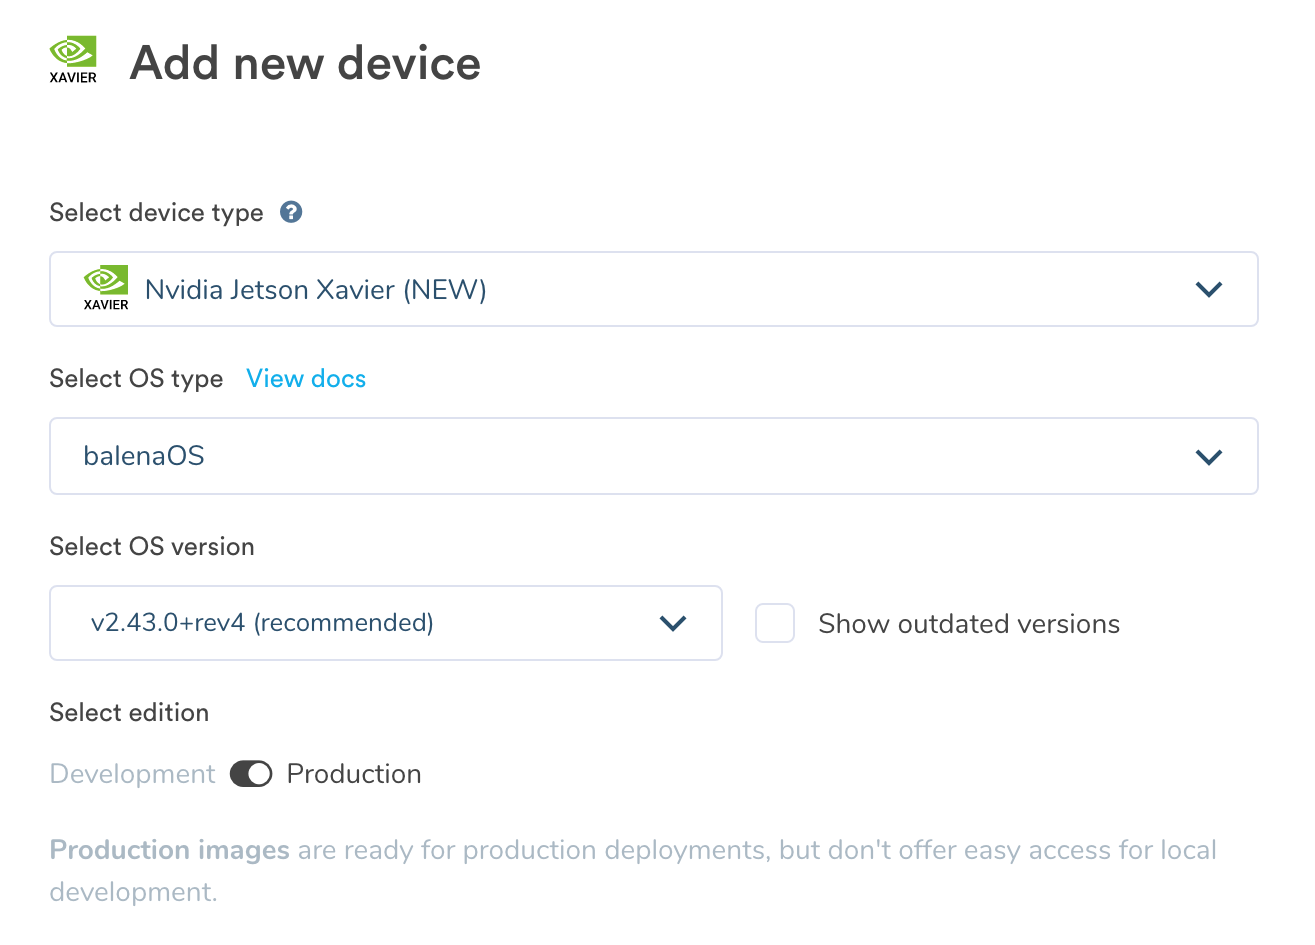 XAVIER
Add new device
Select device type ?
XAVIER
Nvidia Jetson Xavier (NEW)
Select OS type View docs
balenaOS
Select OS version
v2.43.0+rev4 (recommended)
Show outdated versions
Select edition
Development Production
Production images are ready for production deployments, but don't offer easy access for local
development.